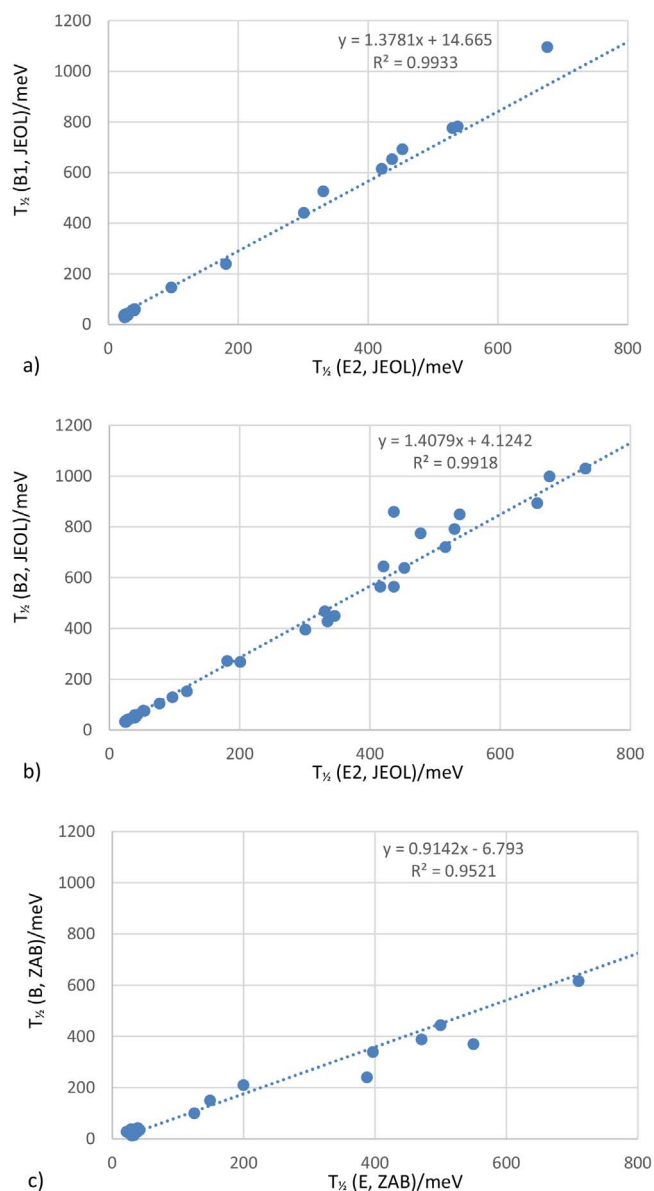 y = 1.3781x + 14.665
R² = 0.9933
1200
1000
800
600
400
200
0
T½ (B1, JEOL)/meV
0 200 400 600 800
T½ (E2, JEOL)/meV
a)
y = 1.4079x + 4.1242
R² = 0.9918
1200
1000
800
600
400
200
0
T½ (B2, JEOL)/meV
0 200 400 600 800
T½ (E2, JEOL)/meV
b)
y = 0.9142x - 6.793
R² = 0.9521
1200
1000
800
600
400
200
0
T½ (B, ZAB)/meV
0 200 400 600 800
T½ (E, ZAB)/meV
c)